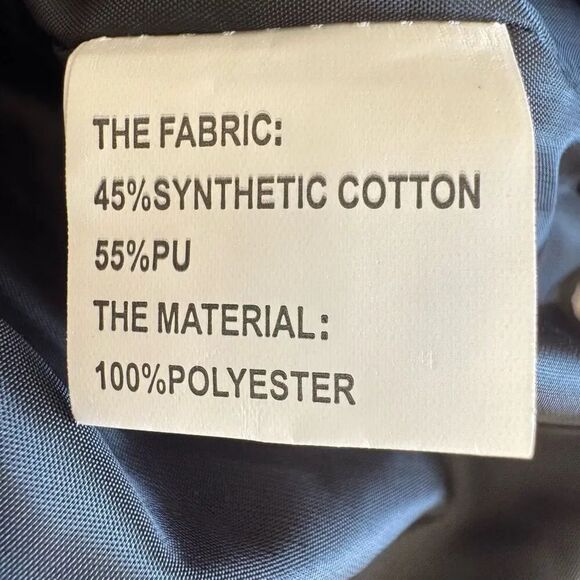 THE FABRIC:
45%SYNTHETIC COTTON
55%PU
THE MATERIAL:
100%POLYESTER